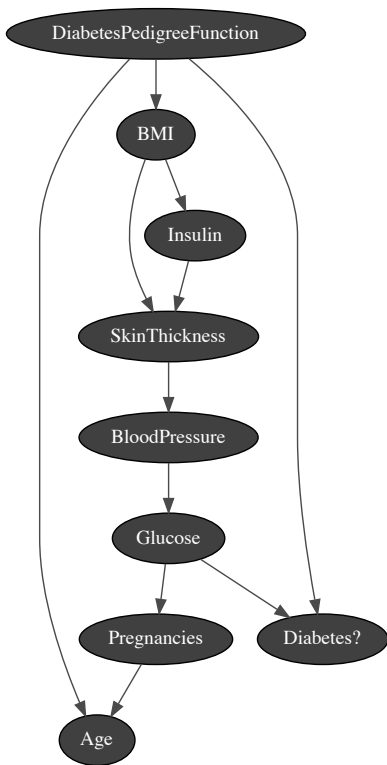 DiabetesPedigreeFunction
BMI
Insulin
SkinThickness
BloodPressure
Glucose
Pregnancies
Diabetes?
Age